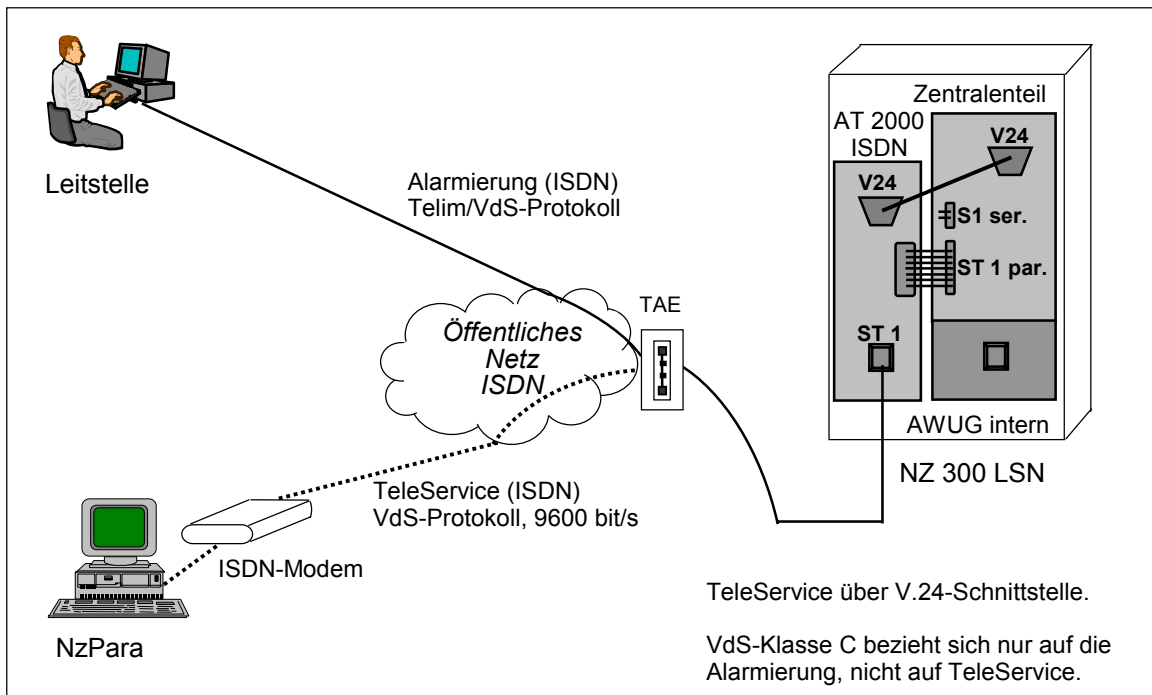 Leitstelle
Alarmierung (ISDN)
Telim/VdS-Protokoll
Öffentliches
Netz
ISDN
TAE
Zentralenteil
AT 2000
ISDN
V24
V24
S1 ser.
ST 1 par.
ST 1
AWUG intern
NZ 300 LSN
TeleService (ISDN)
VdS-Protokoll, 9600 bit/s
ISDN-Modem
NzPara
TeleService über V.24-Schnittstelle.
VdS-Klasse C bezieht sich nur auf die
Alarmierung, nicht auf TeleService.